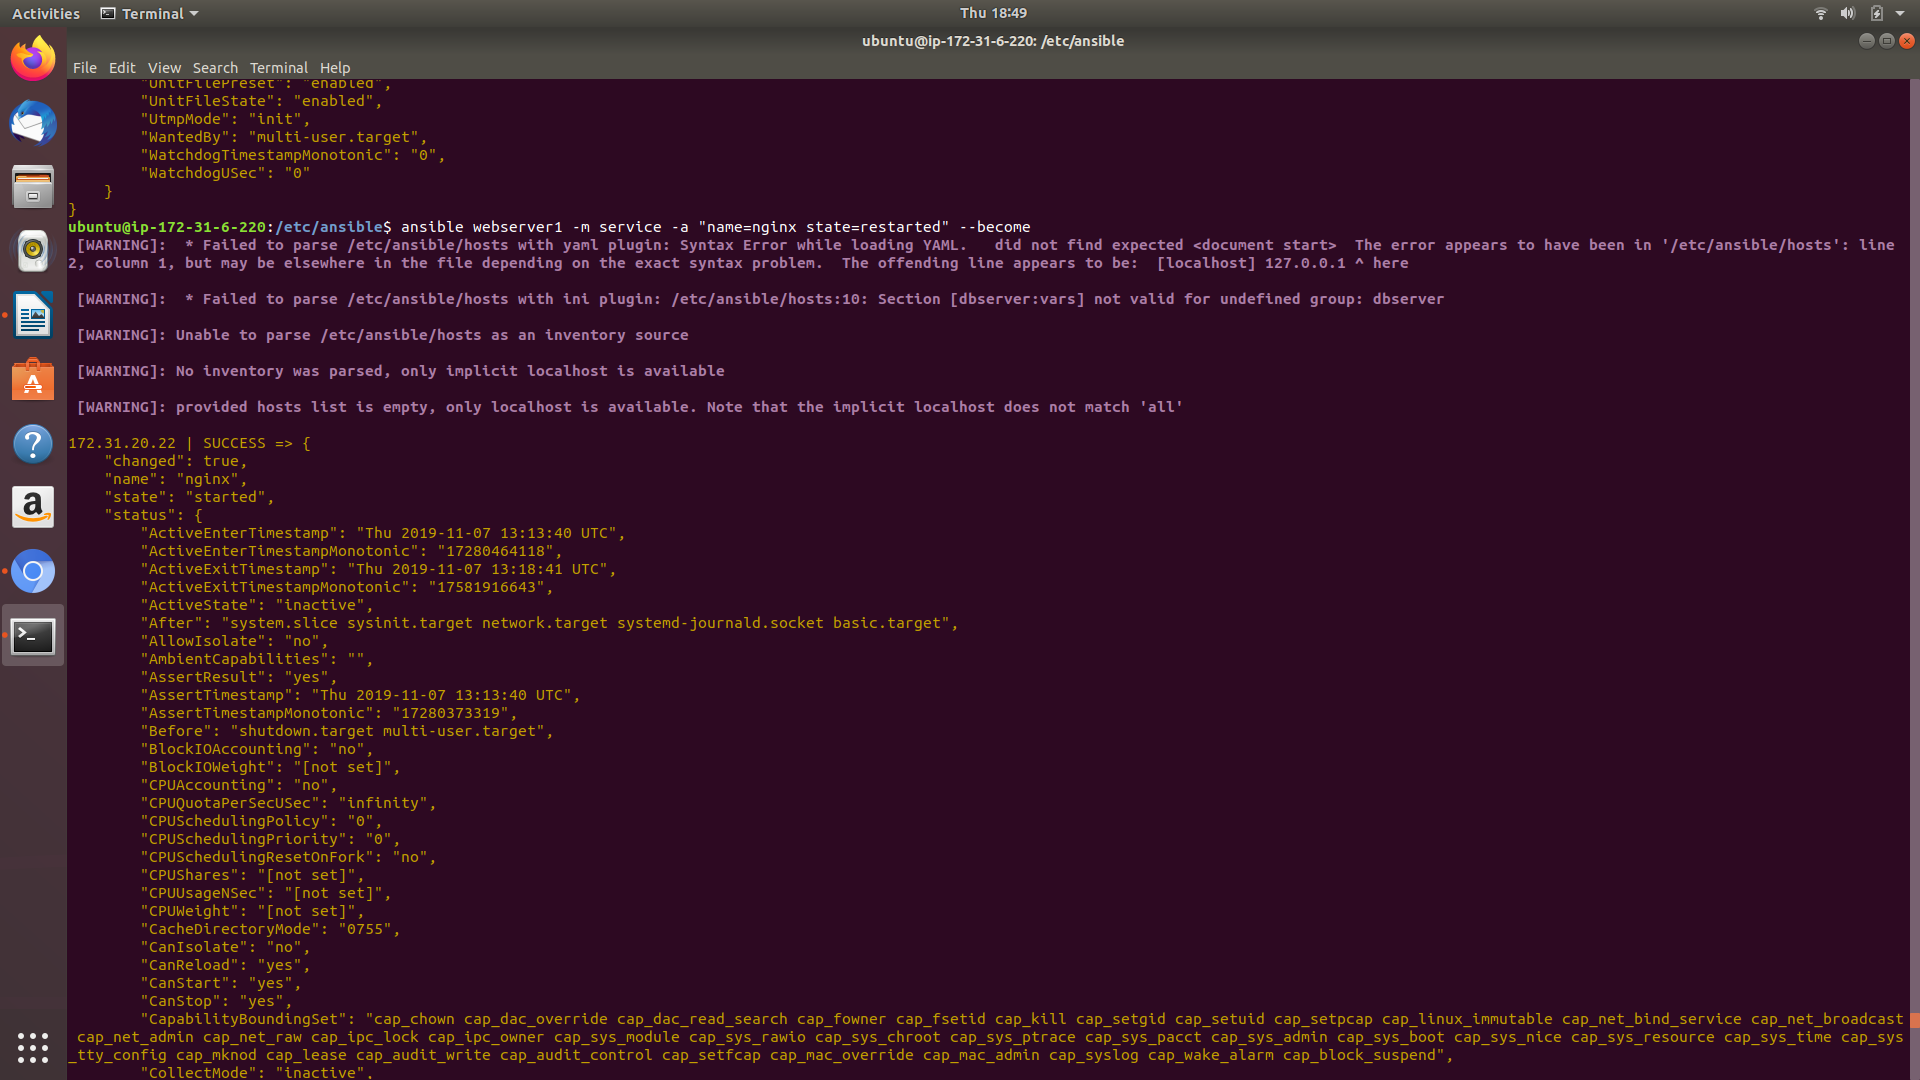 Activities
Terminal
Thu 18:49
ubuntu@ip-172-31-6-220: /etc/ansible
File Edit View Search Terminal Help
"UnitFilePreset": "enabled",
"UnitFileState": "enabled",
"UtmpMode": "init",
"WantedBy": "multi-user.target",
"WatchdogTimestampMonotonic": "0",
"WatchdogUSec": "0"
}
}
ubuntu@ip-172-31-6-220:/etc/ansible$ ansible webserver1 -m service -a "name=nginx state=restarted" --become
[WARNING]:  * Failed to parse /etc/ansible/hosts with yaml plugin: Syntax Error while loading YAML.   did not find expected <document start>  The error appears to have been in '/etc/ansible/hosts': line
2, column 1, but may be elsewhere in the file depending on the exact syntax problem.  The offending line appears to be:  [localhost] 127.0.0.1 ^ here
[WARNING]:  * Failed to parse /etc/ansible/hosts with ini plugin: /etc/ansible/hosts:10: Section [dbserver:vars] not valid for undefined group: dbserver
[WARNING]: Unable to parse /etc/ansible/hosts as an inventory source
[WARNING]: No inventory was parsed, only implicit localhost is available
[WARNING]: provided hosts list is empty, only localhost is available. Note that the implicit localhost does not match 'all'
172.31.20.22 | SUCCESS => {
"changed": true,
"name": "nginx",
"state": "started",
"status": {
"ActiveEnterTimestamp": "Thu 2019-11-07 13:13:40 UTC",
"ActiveEnterTimestampMonotonic": "17280464118",
"ActiveExitTimestamp": "Thu 2019-11-07 13:18:41 UTC",
"ActiveExitTimestampMonotonic": "17581916643",
"ActiveState": "inactive",
"After": "system.slice sysinit.target network.target systemd-journald.socket basic.target",
"AllowIsolate": "no",
"AmbientCapabilities": "",
"AssertResult": "yes",
"AssertTimestamp": "Thu 2019-11-07 13:13:40 UTC",
"AssertTimestampMonotonic": "17280373319",
"Before": "shutdown.target multi-user.target",
"BlockIOAccounting": "no",
"BlockIOWeight": "[not set]",
"CPUAccounting": "no",
"CPUQuotaPerSecUSec": "infinity",
"CPUSchedulingPolicy": "0",
"CPUSchedulingPriority": "0",
"CPUSchedulingResetOnFork": "no",
"CPUShares": "[not set]",
"CPUUsageNSec": "[not set]",
"CPUWeight": "[not set]",
"CacheDirectoryMode": "0755",
"CanIsolate": "no",
"CanReload": "yes",
"CanStart": "yes",
"CanStop": "yes",
"CapabilityBoundingSet": "cap_chown cap_dac_override cap_dac_read_search cap_fowner cap_fsetid cap_kill cap_setgid cap_setuid cap_setpcap cap_linux_immutable cap_net_bind_service cap_net_broadcast
cap_net_admin cap_net_raw cap_ipc_lock cap_ipc_owner cap_sys_module cap_sys_rawio cap_sys_chroot cap_sys_ptrace cap_sys_pacct cap_sys_admin cap_sys_boot cap_sys_nice cap_sys_resource cap_sys_time cap_sys
_tty_config cap_mknod cap_lease cap_audit_write cap_audit_control cap_setfcap cap_mac_override cap_mac_admin cap_syslog cap_wake_alarm cap_block_suspend",
"CollectMode": "inactive",